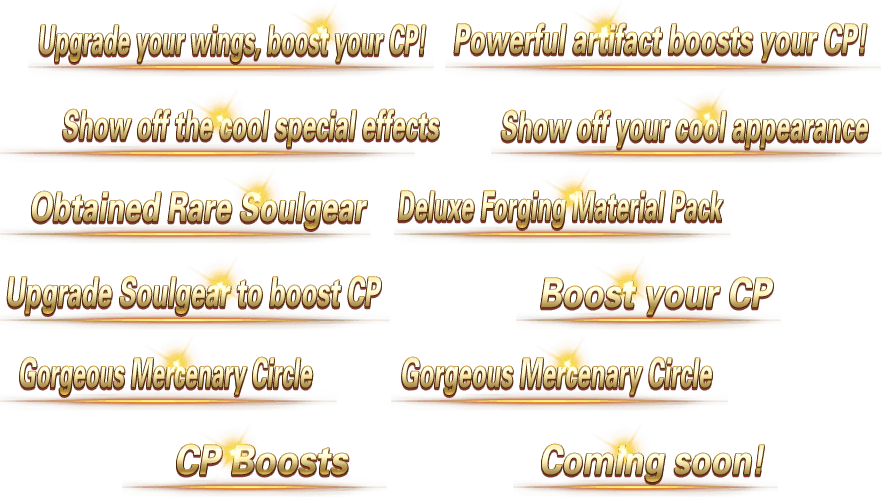 Upgrade your wings, boost your CP!
Powerful artifact boosts your CP!
Show off the cool special effects
Show off your cool appearance
Obtained Rare Soulgear
Deluxe Forging Material Pack
Upgrade Soulgear to boost CP
Boost your CP
Gorgeous Mercenary Circle
Gorgeous Mercenary Circle
CP Boosts
Coming soon!